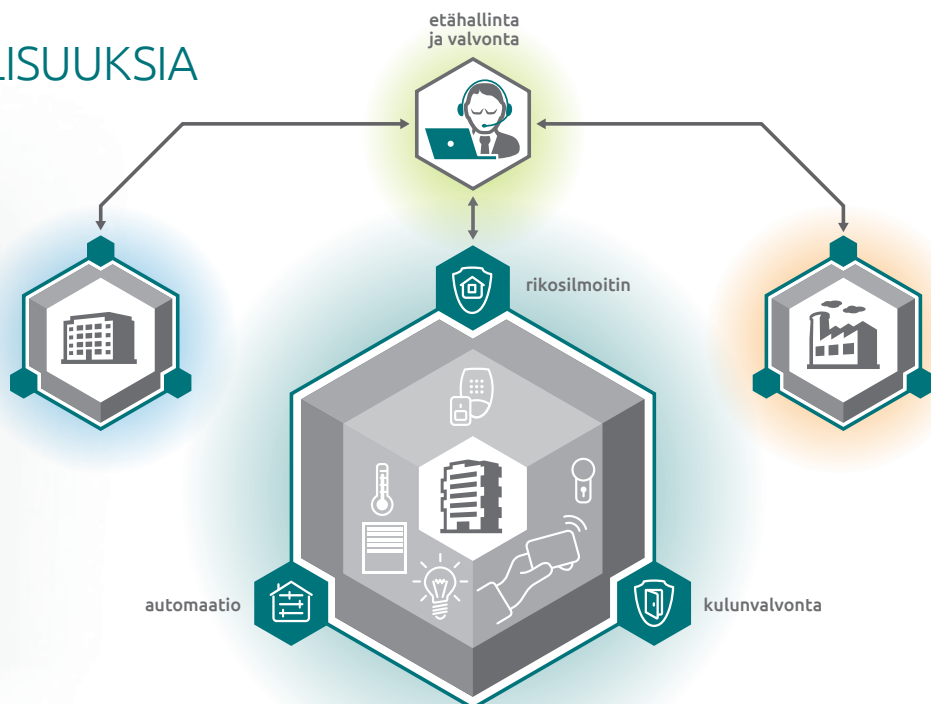 etähallinta
ja valvonta
LISUUKSIA
rikosilmoitin
automaatio
kulunvalvonta